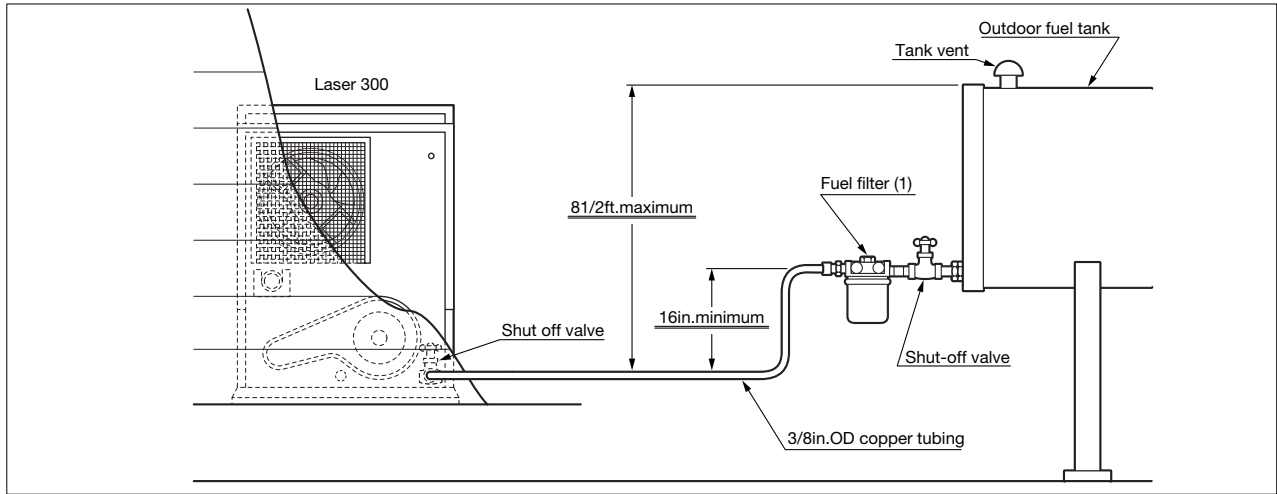 Outdoor fuel tank
Tank vent
Laser 300
Fuel filter (1)
81/2ft.maximum
16in.minimum
Shut off valve
Shut-off valve
3/8in.OD copper tubing